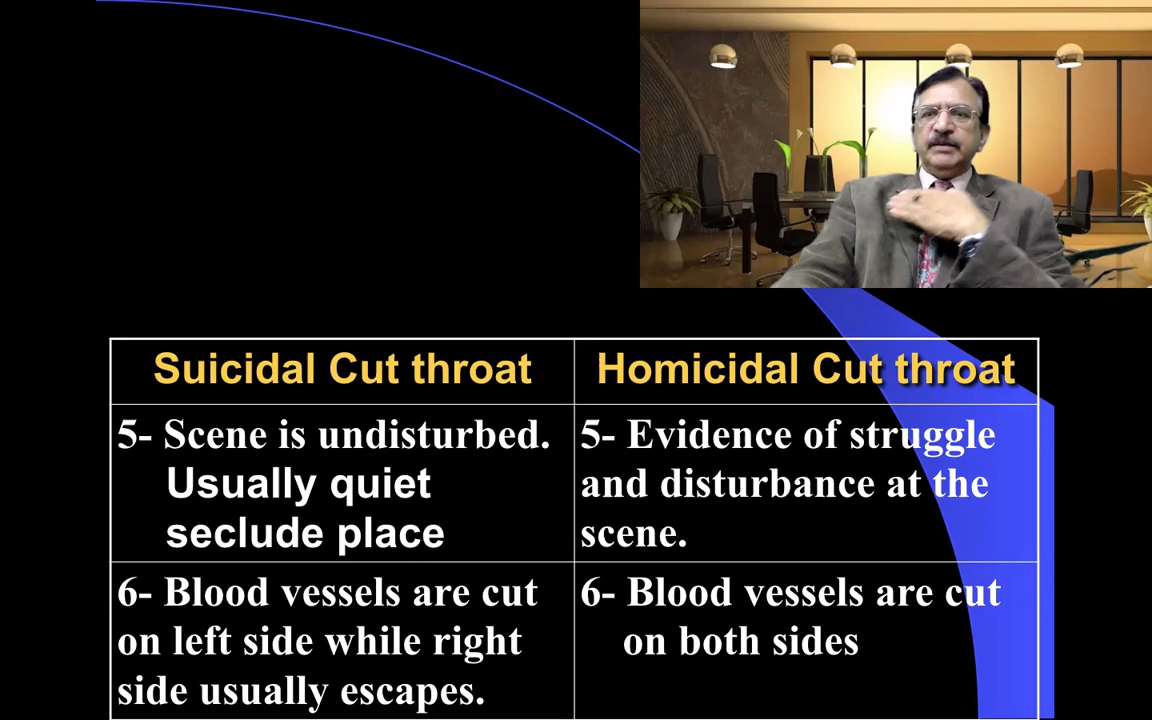 Suicidal Cut throat
Homicidal Cut throat
5- Scene is undisturbed.
Usually quiet
seclude place
5- Evidence of struggle
and disturbance at the
scene.
6- Blood vessels are cut
on left side while right
side usually escapes.
6- Blood vessels are cut
on both sides